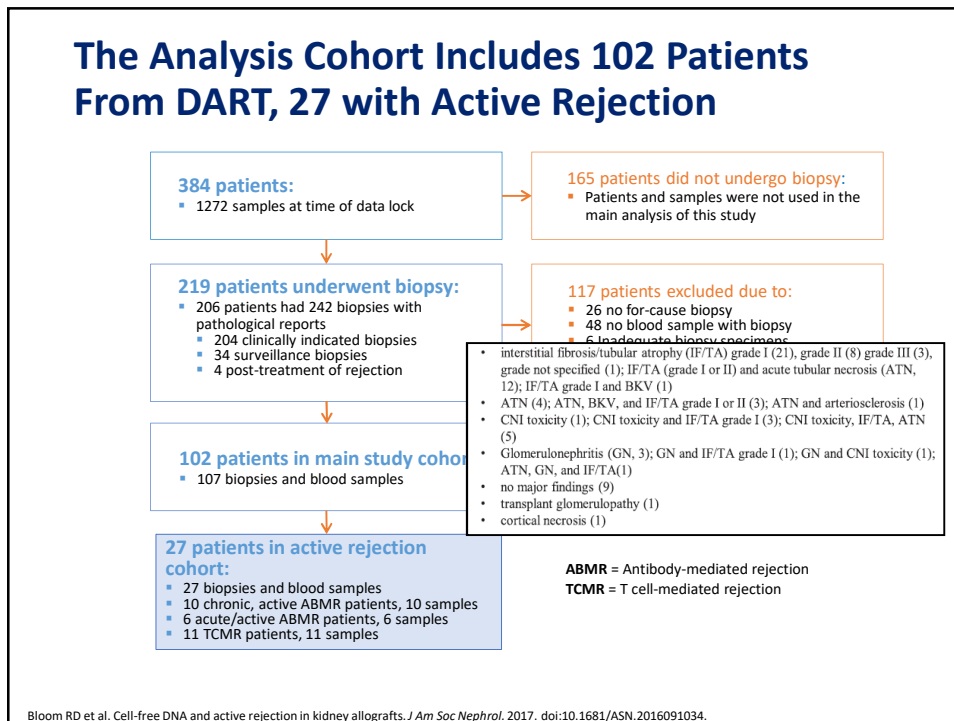 The Analysis Cohort Includes 102 Patients
From DART, 27 with Active Rejection
384 patients:
▪ 1272 samples at time of data lock
165 patients did not undergo biopsy:
▪ Patients and samples were not used in the
main analysis of this study
219 patients underwent biopsy:
▪ 206 patients had 242 biopsies with
pathological reports
▪ 204 clinically indicated biopsies
▪ 34 surveillance biopsies
▪ 4 post-treatment of rejection
117 patients excluded due to:
▪ 26 no for-cause biopsy
▪ 48 no blood sample with biopsy
▪ 6 Inadequate biopsy specimens
• interstitial fibrosis/tubular atrophy (IF/TA) grade I (21), grade II (8) grade III (3),
grade not specified (1); IF/TA (grade I or II) and acute tubular necrosis (ATN,
12); IF/TA grade I and BKV (1)
• ATN (4); ATN, BKV, and IF/TA grade I or II (3); ATN and arteriosclerosis (1)
• CNI toxicity (1); CNI toxicity and IF/TA grade I (3); CNI toxicity, IF/TA, ATN
(5)
• Glomerulonephritis (GN, 3); GN and IF/TA grade I (1); GN and CNI toxicity (1);
ATN, GN, and IF/TA(1)
• no major findings (9)
• transplant glomerulopathy (1)
• cortical necrosis (1)
102 patients in main study cohor
▪ 107 biopsies and blood samples
27 patients in active rejection
cohort:
▪ 27 biopsies and blood samples
▪ 10 chronic, active ABMR patients, 10 samples
▪ 6 acute/active ABMR patients, 6 samples
▪ 11 TCMR patients, 11 samples
ABMR = Antibody-mediated rejection
TCMR = T cell-mediated rejection
Bloom RD et al. Cell-free DNA and active rejection in kidney allografts. J Am Soc Nephrol. 2017. doi:10.1681/ASN.2016091034.